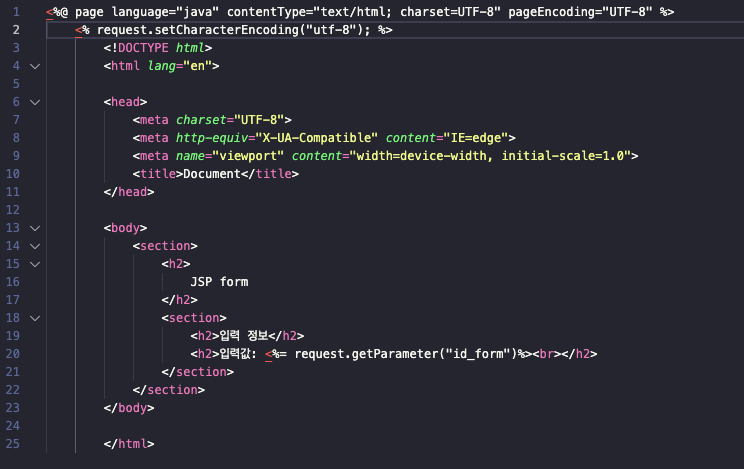 1 <%@ page language="java" contentType="text/html; charset=UTF-8" pageEncoding="UTF-8" %>
2 <% request.setCharacterEncoding("utf-8"); %>
3 <!DOCTYPE html>
4 <html lang="en">
5
6 <head>
7 <meta charset="UTF-8">
8 <meta http-equiv="X-UA-Compatible" content="IE=edge">
9 <meta name="viewport" content="width=device-width, initial-scale=1.0">
10 <title>Document</title>
11 </head>
12
13 <body>
14 <section>
15 <h2>
16 JSP form
17 </h2>
18 <section>
19 <h2>입력 정보</h2>
20 <h2>입력값: <%= request.getParameter("id_form")%><br></h2>
21 </section>
22 </section>
23 </body>
24
25 </html>